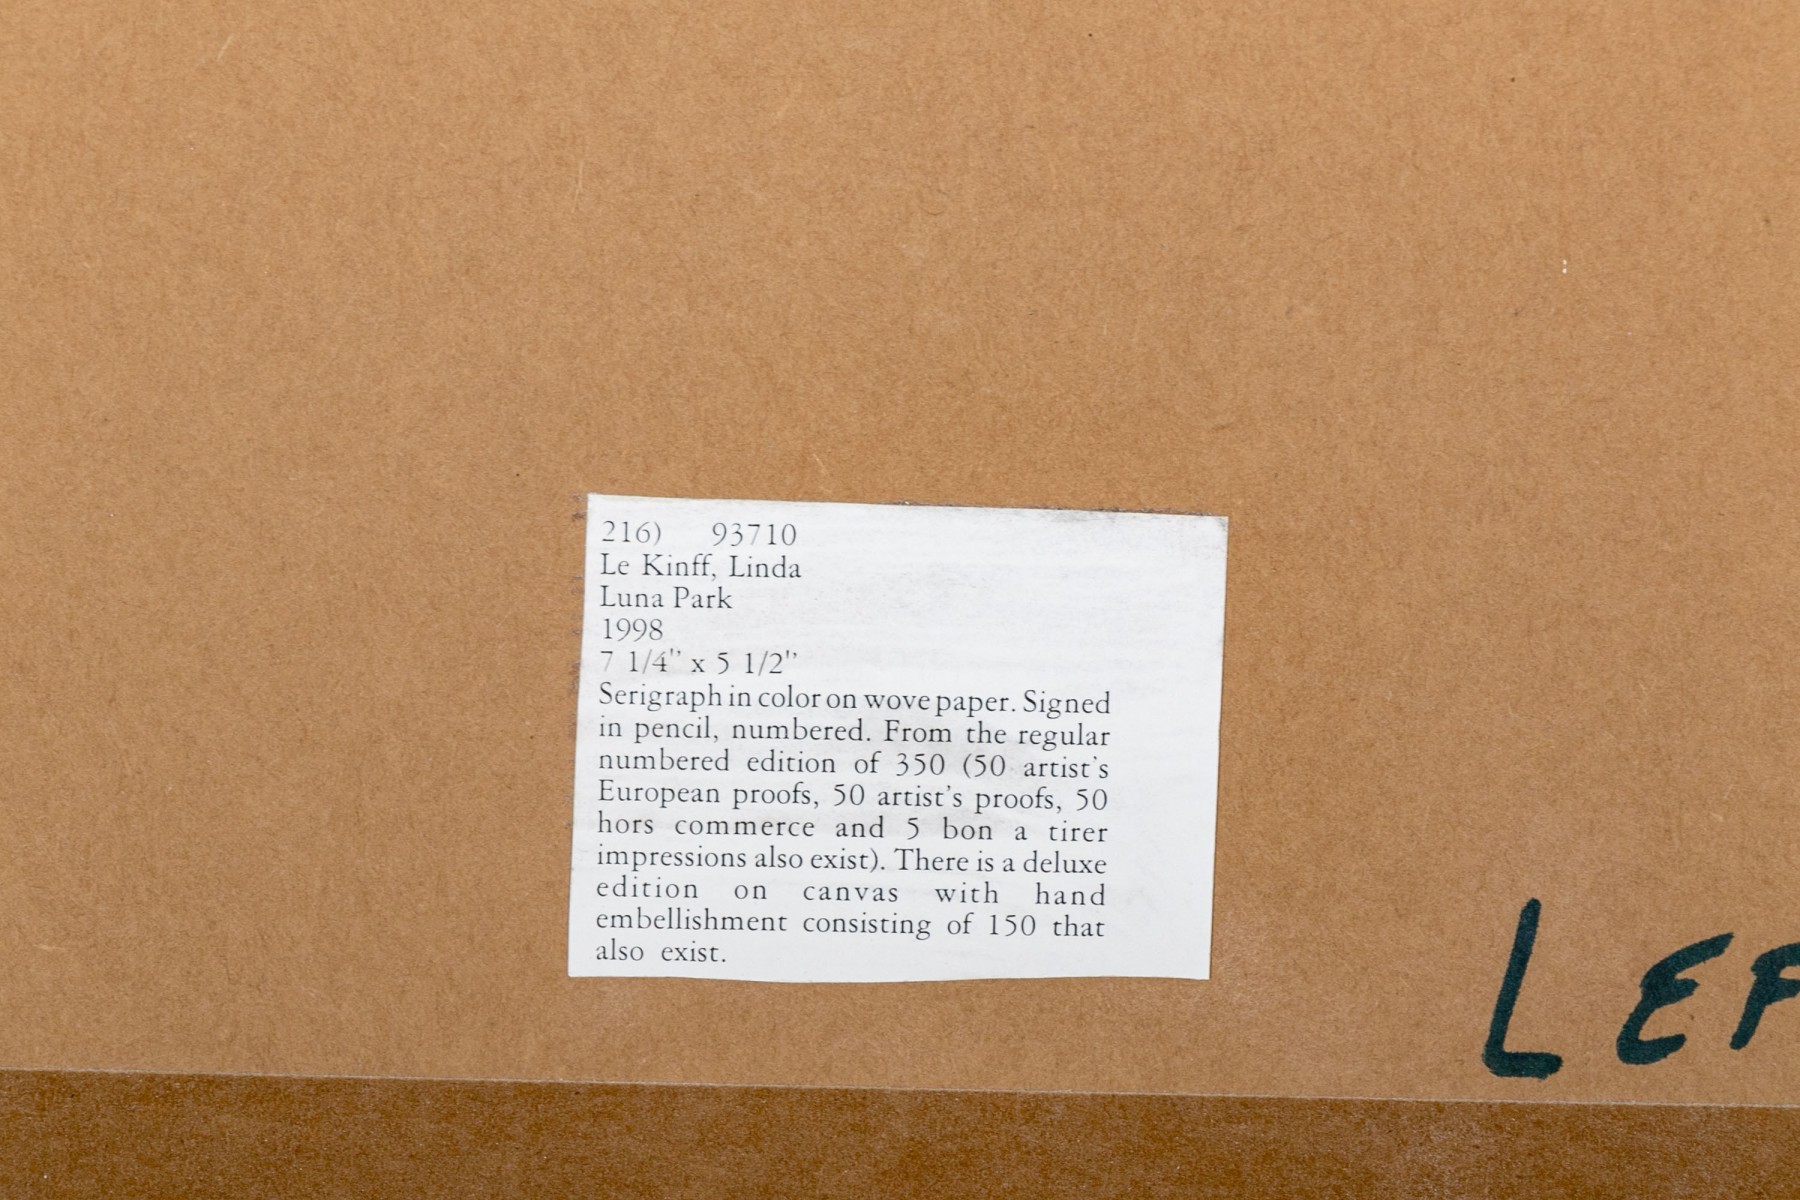 216) 93710
Le Kinff, Linda
Luna Park
1998
7 1/4" x 5 1/2"
Serigraph in color on wove paper. Signed
in pencil, numbered. From the regular
numbered edition of 350 (50 artist's
European proofs, 50 artist's proofs, 50
hors commerce and 5 bon a tirer
impressions also exist). There is a deluxe
edition on canvas with hand
embellishment consisting of 150 that
also exist.
LEF